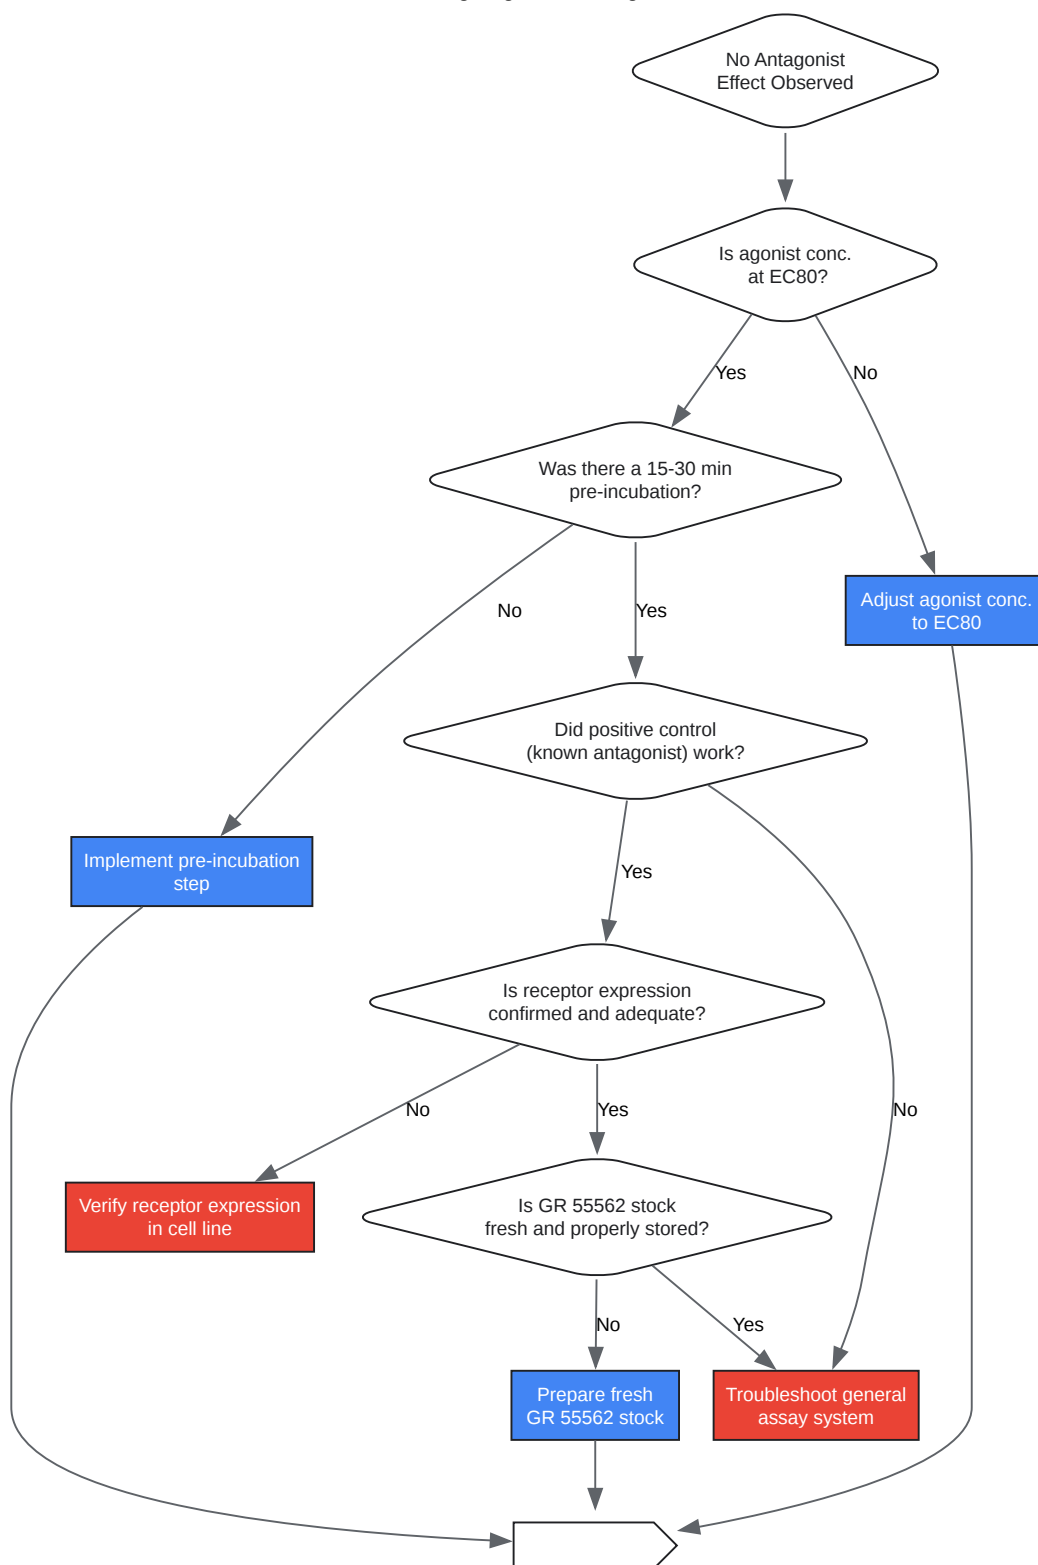 No Antagonist
Effect Observed
Is agonist conc.
at EC80?
Yes
No
Was there a 15-30 min
pre-incubation?
Adjust agonist conc.
to EC80
No
Yes
Did positive control
(known antagonist) work?
Implement pre-incubation
step
Yes
Is receptor expression
confirmed and adequate?
No
Yes
No
Verify receptor expression
in cell line
Is GR 55562 stock
fresh and properly stored?
No
Yes
Prepare fresh
GR 55562 stock
Troubleshoot general
assay system